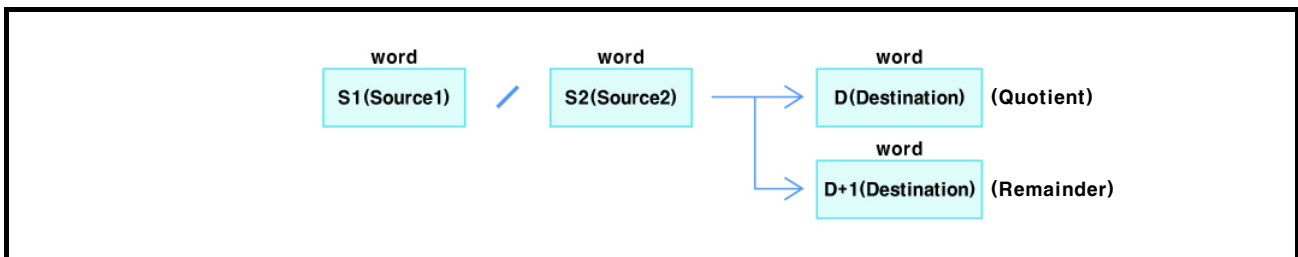 word word word
S1(Source1) / S2(Source2) D(Destination) (Quotient)
word
D+1(Destination) (Remainder)